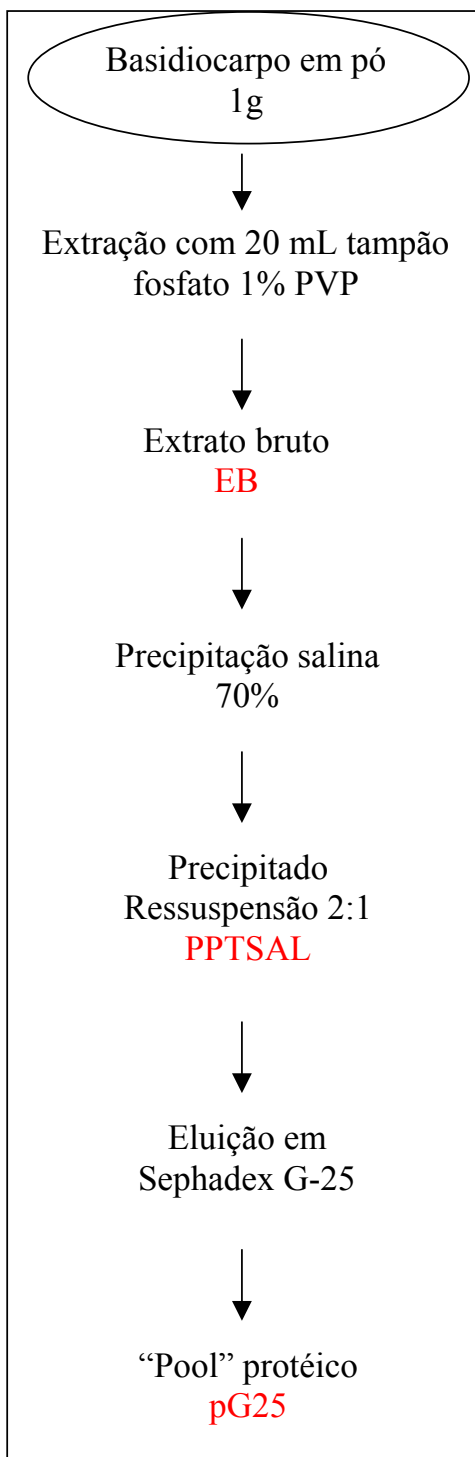 Basidiocarpo em pó
1g
Extração com 20 mL tampão
fosfato 1% PVP
Extrato bruto
EB
Precipitação salina
70%
Precipitado
Ressuspensão 2:1
PPTSAL
Eluição em
Sephadex G-25
“Pool” protéico
pG25